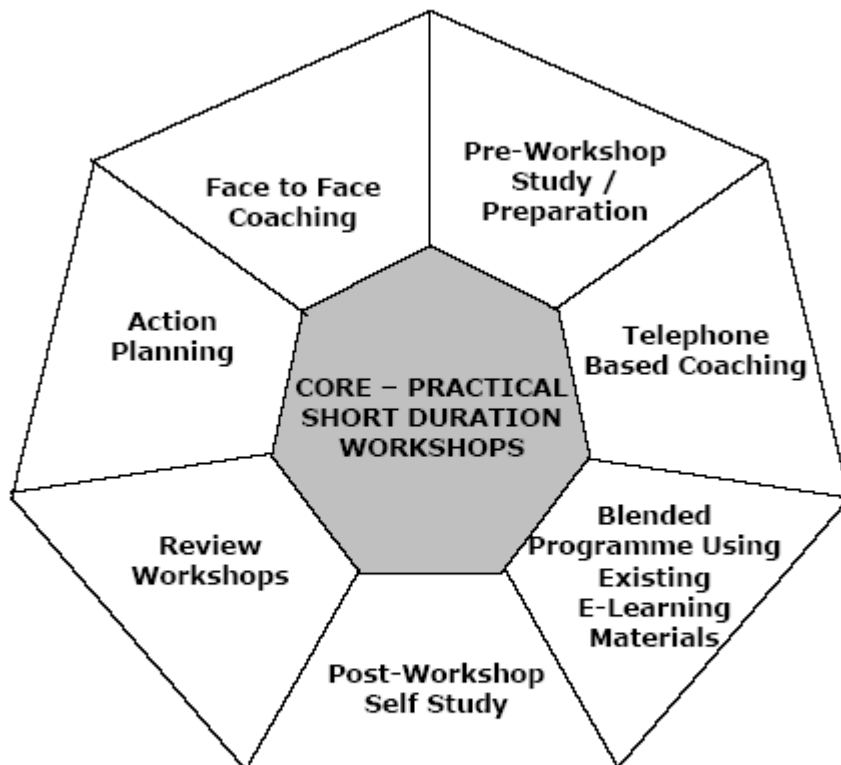 Face to Face
Coaching
Pre-Workshop
Study /
Preparation
Action
Planning
Telephone
Based Coaching
CORE – PRACTICAL
SHORT DURATION
WORKSHOPS
Review
Workshops
Blended
Programme Using
Existing
E-Learning
Materials
Post-Workshop
Self Study